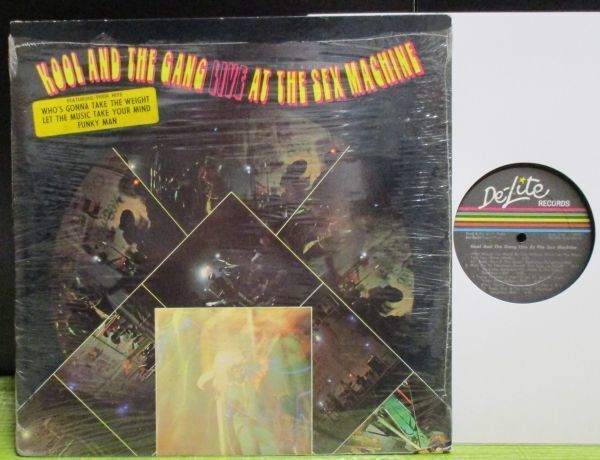 KOOL AND THE GANG LIVE AT THE SEX MACHINE
FEATURING THEIR HITS
WHO'S GONNA TAKE THE WEIGHT
LET THE MUSIC TAKE YOUR MIND
FUNKY MAN
De-Lite
RECORDS
Kool And The Gang Live At The Sex Machine